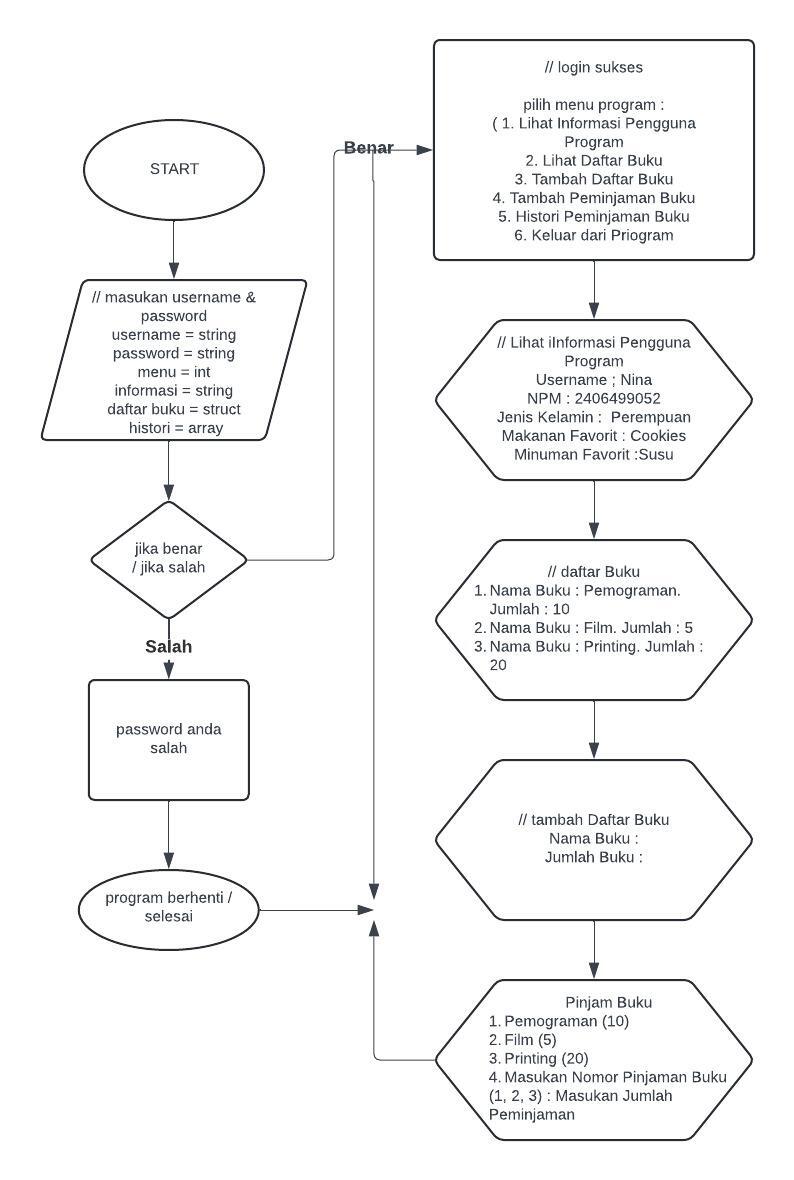 START
// masukan username &
password
username = string
password = string
menu = int
informasi = string
daftar buku = struct
histori = array
jika benar
/ jika salah
Salah
password anda
salah
program berhenti /
selesai
Benar
// login sukses
pilih menu program :
( 1. Lihat Informasi Pengguna
Program
2. Lihat Daftar Buku
3. Tambah Daftar Buku
4. Tambah Peminjaman Buku
5. Histori Peminjaman Buku
6. Keluar dari Priogram
// Lihat iInformasi Pengguna
Program
Username ; Nina
NPM : 2406499052
Jenis Kelamin :  Perempuan
Makanan Favorit : Cookies
Minuman Favorit :Susu
// daftar Buku
1. Nama Buku : Pemograman.
Jumlah : 10
2. Nama Buku : Film. Jumlah : 5
3. Nama Buku : Printing. Jumlah :
20
// tambah Daftar Buku
Nama Buku :
Jumlah Buku :
Pinjam Buku
1. Pemograman (10)
2. Film (5)
3. Printing (20)
4. Masukan Nomor Pinjaman Buku
(1, 2, 3) : Masukan Jumlah
Peminjaman